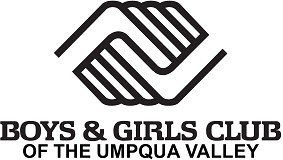 BOYS & GIRLS CLUB
OF THE UMPQUA VALLEY